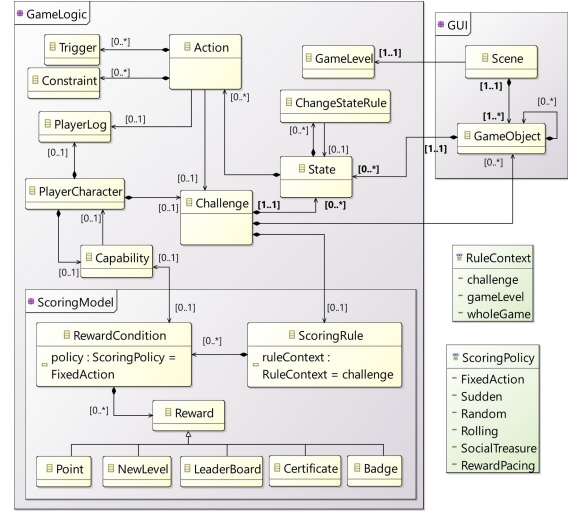 GameLogic
GUI
Trigger
[0..*]
Action
Constraint
[0..*]
GameLevel
[1..1]
Scene
[1..1]
[0..*]
ChangeStateRule
[0..*]
[1..*]
PlayerLog
[0..1]
[0..*]
[0..1]
GameObject
[1..1]
[0..1]
State
[0..*]
[0..*]
PlayerCharacter
[0..1]
[0..1]
Challenge
[1..1]
[0..*]
[0..1]
[0..1]
Capability
[0..1]
RuleContext
challenge
gameLevel
wholeGame
[0..1]
[0..1]
ScoringModel
RewardCondition
policy : ScoringPolicy =
FixedAction
[0..*]
ScoringRule
ruleContext :
RuleContext = challenge
ScoringPolicy
FixedAction
Sudden
Random
Rolling
SocialTreasure
RewardPacing
[0..*]
Reward
Point
NewLevel
LeaderBoard
Certificate
Badge